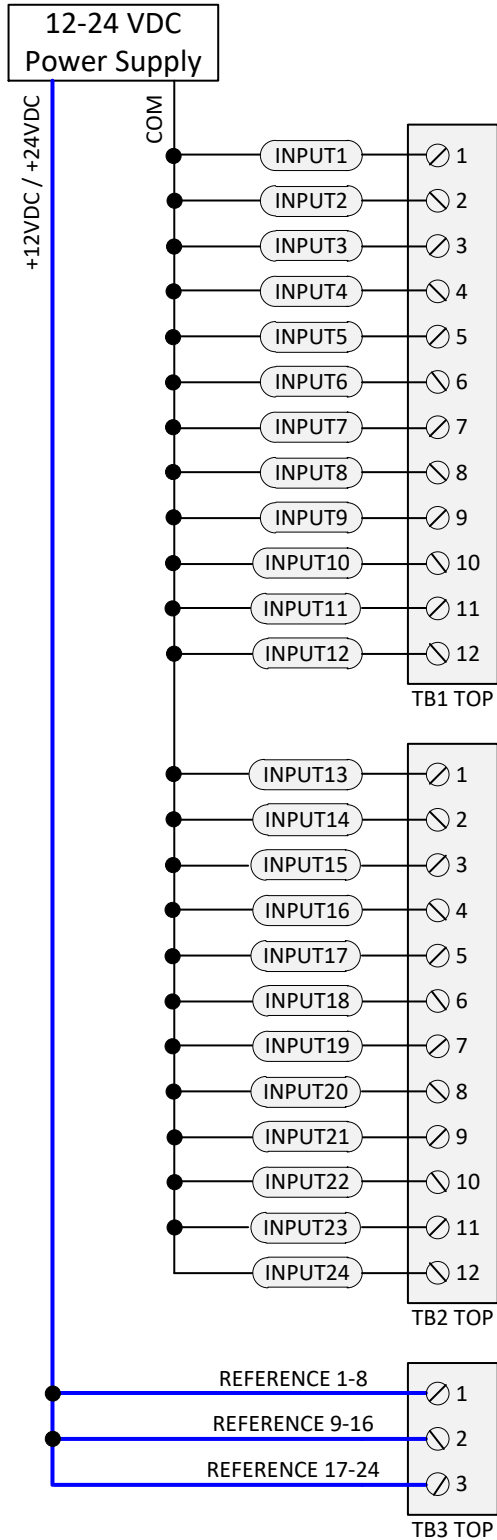 12-24 VDC
Power Supply
+12VDC / +24VDC
COM
INPUT1 1
INPUT2 2
INPUT3 3
INPUT4 4
INPUT5 5
INPUT6 6
INPUT7 7
INPUT8 8
INPUT9 9
INPUT10 10
INPUT11 11
INPUT12 12
TB1 TOP
INPUT13 1
INPUT14 2
INPUT15 3
INPUT16 4
INPUT17 5
INPUT18 6
INPUT19 7
INPUT20 8
INPUT21 9
INPUT22 10
INPUT23 11
INPUT24 12
TB2 TOP
REFERENCE 1-8 1
REFERENCE 9-16 2
REFERENCE 17-24 3
TB3 TOP